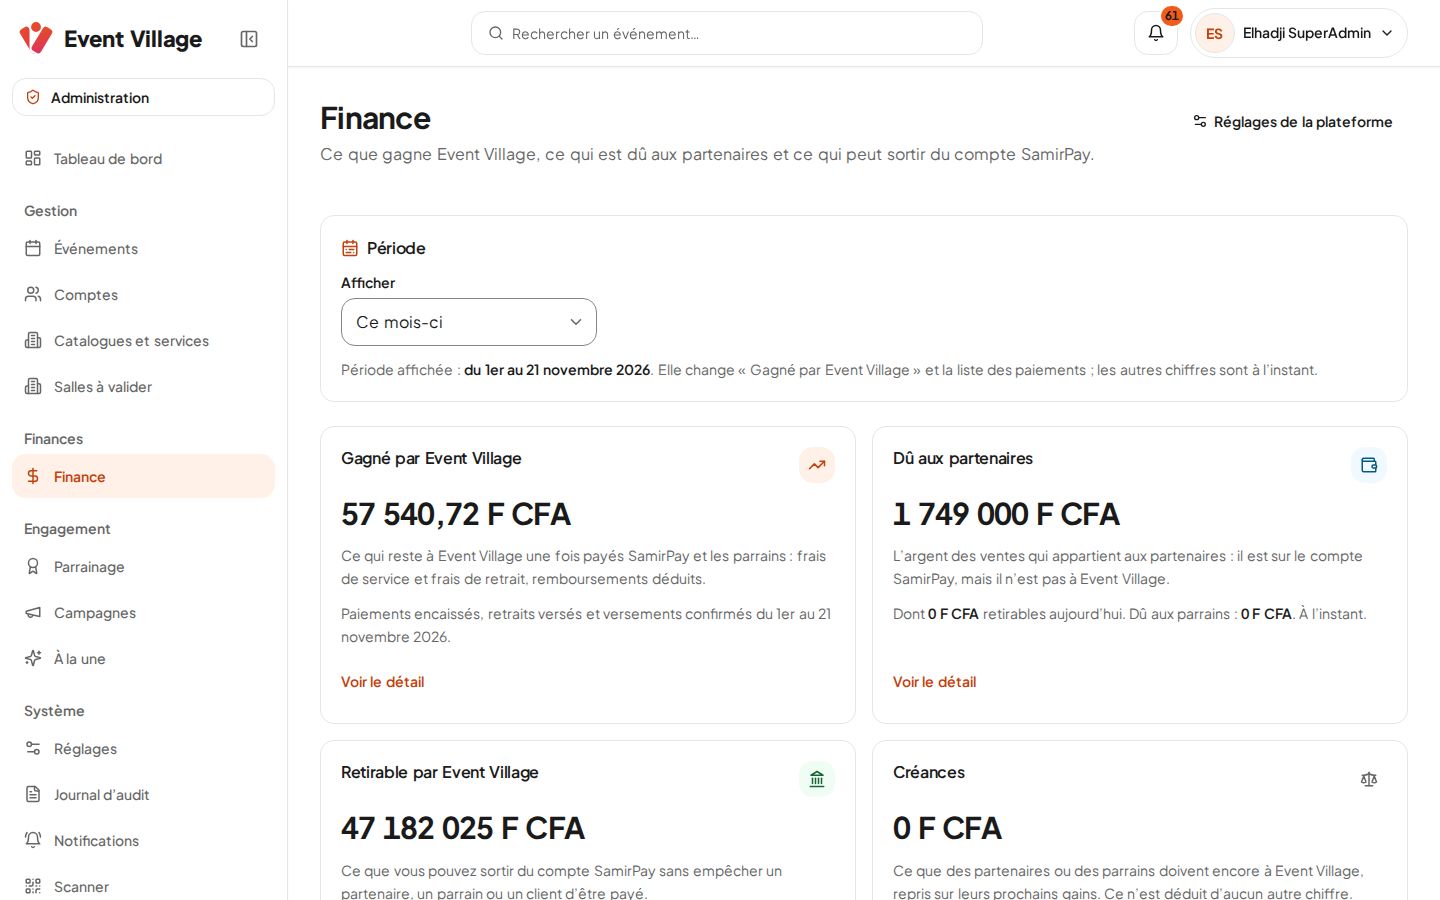 Event Village
Administration
Tableau de bord
Gestion
Événements
Comptes
Catalogues et services
Salles à valider
Finances
Finance
Engagement
Parrainage
Campagnes
À la une
Système
Réglages
Journal d'audit
Notifications
Scanner
Rechercher un événement...
61
ES
Elhadji SuperAdmin
Finance
Réglages de la plateforme
Ce que gagne Event Village, ce qui est dû aux partenaires et ce qui peut sortir du compte SamirPay.
Période
Afficher
Ce mois-ci
Période affichée : du 1er au 21 novembre 2026. Elle change « Gagné par Event Village » et la liste des paiements ; les autres chiffres sont à l'instant.
Gagné par Event Village
57 540,72 F CFA
Ce qui reste à Event Village une fois payés SamirPay et les parrains : frais
de service et frais de retrait, remboursements déduits.
Paiements encaissés, retraits versés et versements confirmés du 1er au 21
novembre 2026.
Voir le détail
Dû aux partenaires
1 749 000 F CFA
L'argent des ventes qui appartient aux partenaires : il est sur le compte
SamirPay, mais il n'est pas à Event Village.
Dont 0 F CFA retirables aujourd'hui. Dû aux parrains : 0 F CFA. À l'instant.
Voir le détail
Retirable par Event Village
47 182 025 F CFA
Ce que vous pouvez sortir du compte SamirPay sans empêcher un
partenaire, un parrain ou un client d'être payé.
Créances
0 F CFA
Ce que des partenaires ou des parrains doivent encore à Event Village,
repris sur leurs prochains gains. Ce n'est déduit d'aucun autre chiffre.